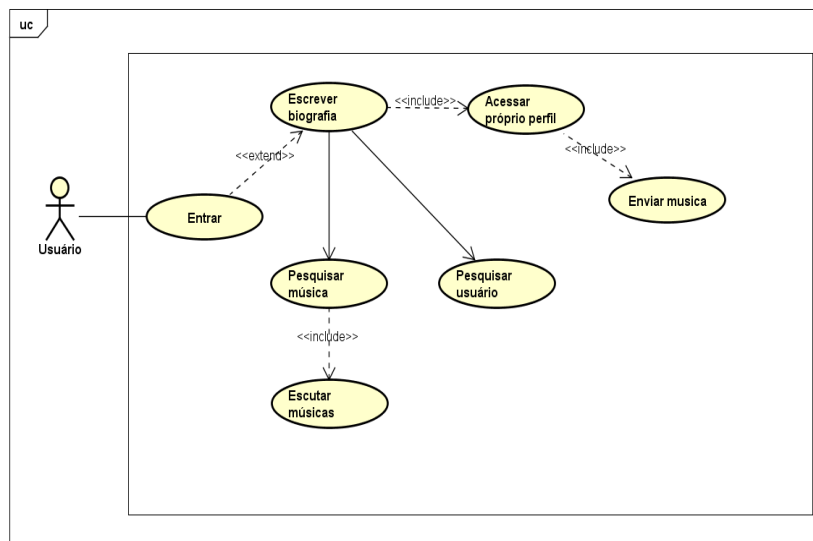 uc
Escrever
biografia
<<include>>
Acessar
próprio perfil
<<extend>>
<<include>>
Enviar musica
Entrar
Usuário
Pesquisar
música
Pesquisar
usuário
<<include>>
Escutar
músicas